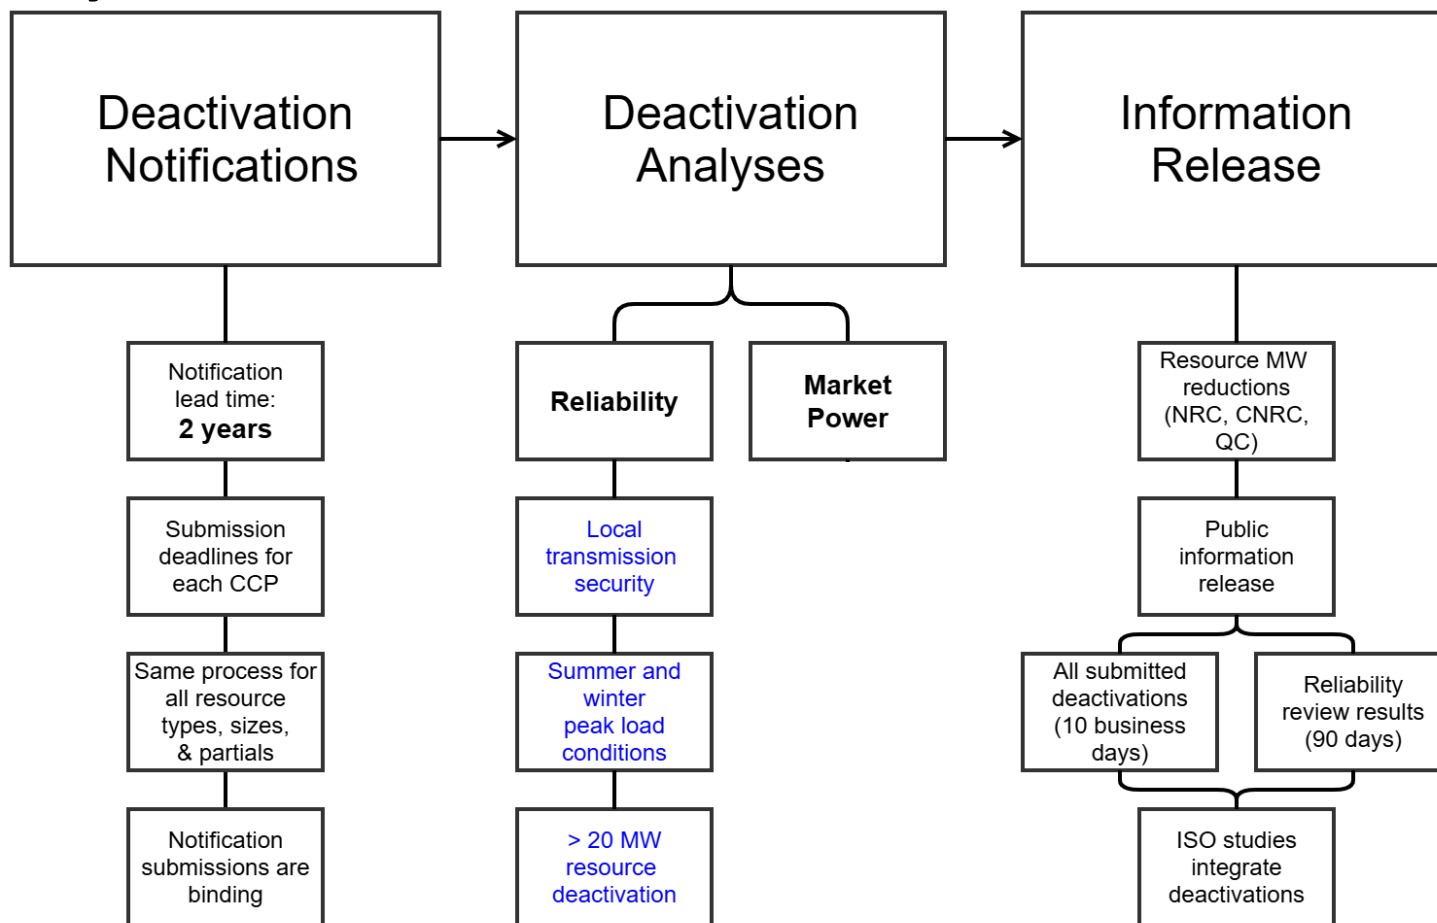 Deactivation
Notifications
Deactivation
Analyses
Information
Release
Notification
lead time:
2 years
Submission
deadlines for
each CCP
Same process for
all resource
types, sizes,
& partials
Notification
submissions are
binding
Reliability
Market
Power
Local
transmission
security
Summer and
winter
peak load
conditions
> 20 MW
resource
deactivation
Resource MW
reductions
(NRC, CNRC,
QC)
Public
information
release
All submitted
deactivations
(10 business
days)
Reliability
review results
(90 days)
ISO studies
integrate
deactivations